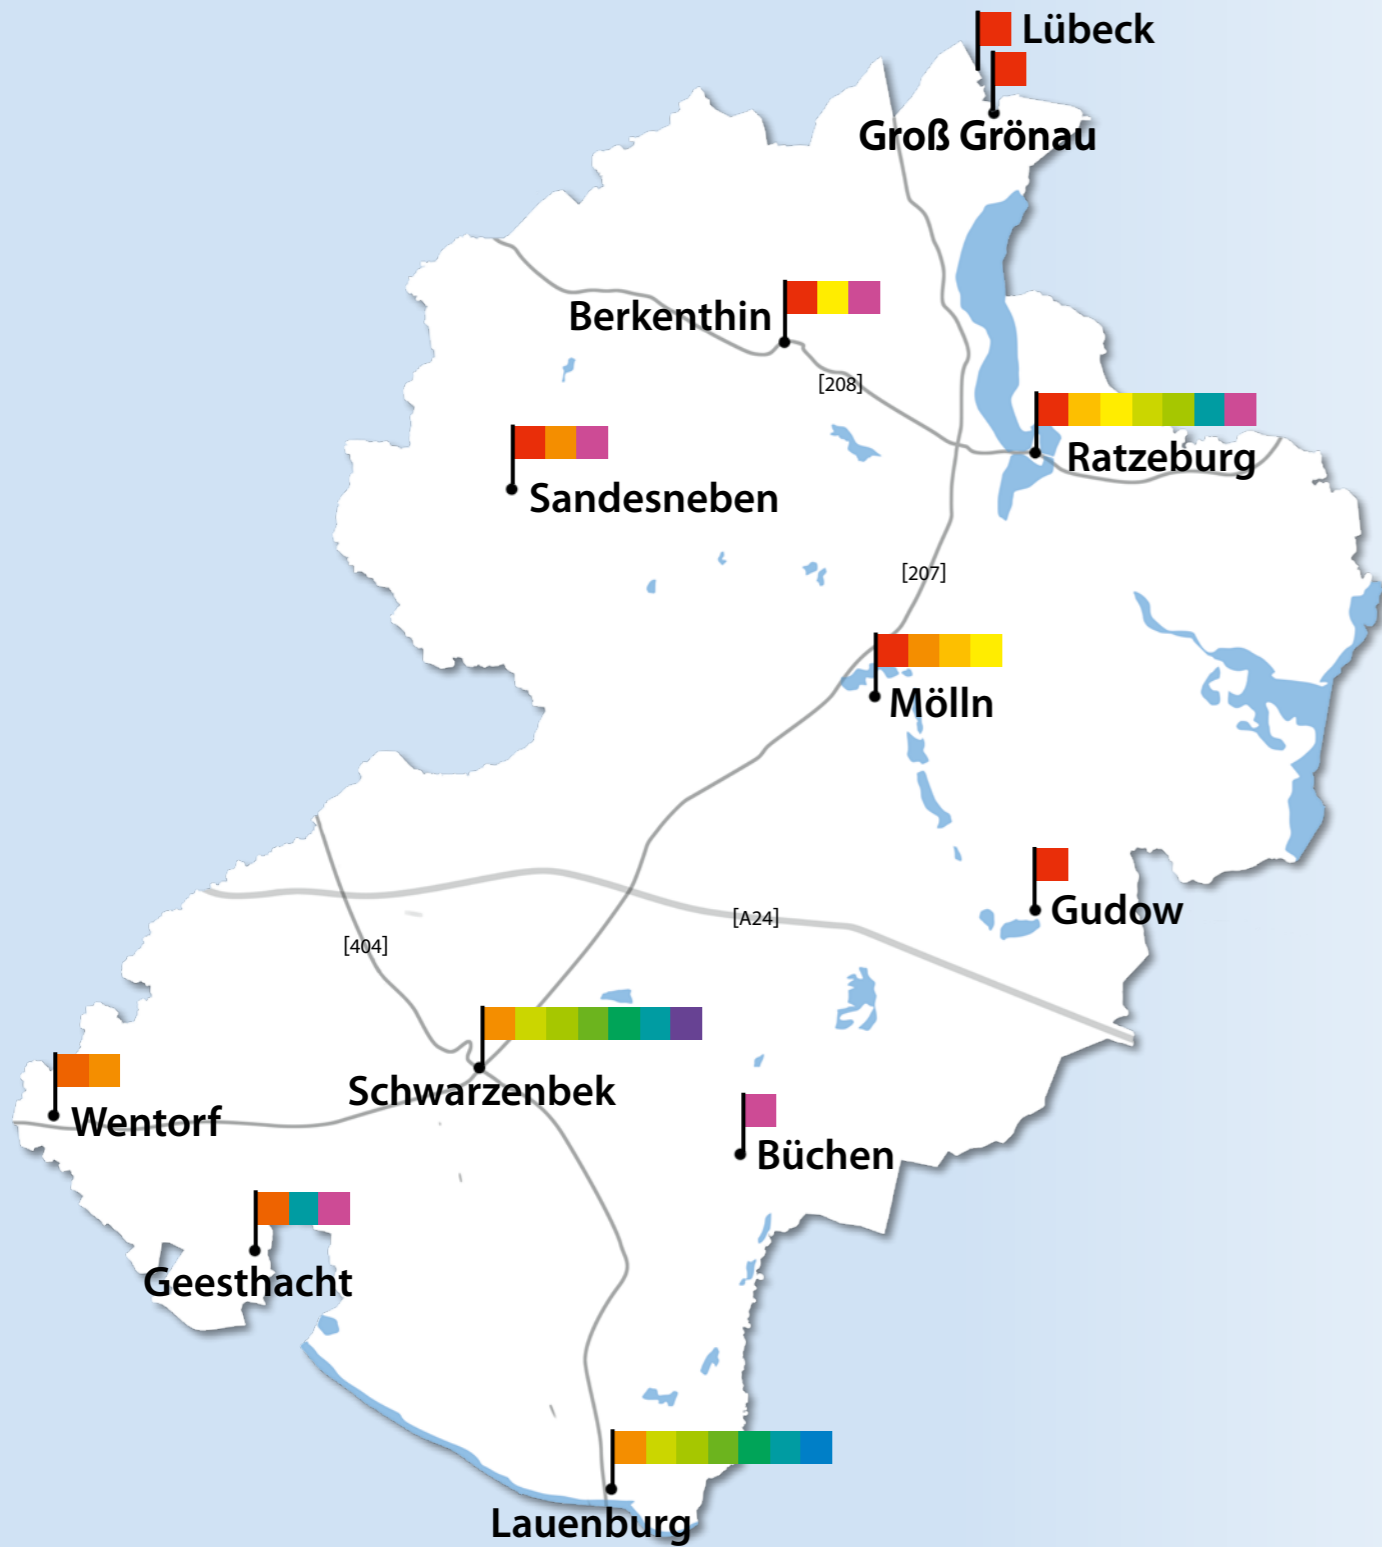 Lübeck
Groß Grönau
Berkenthin
[208]
Ratzeburg
Sandesneben
[207]
Mölln
Gudow
[A24]
[404]
Schwarzenbek
Wentorf
Büchen
Geesthacht
Lauenburg